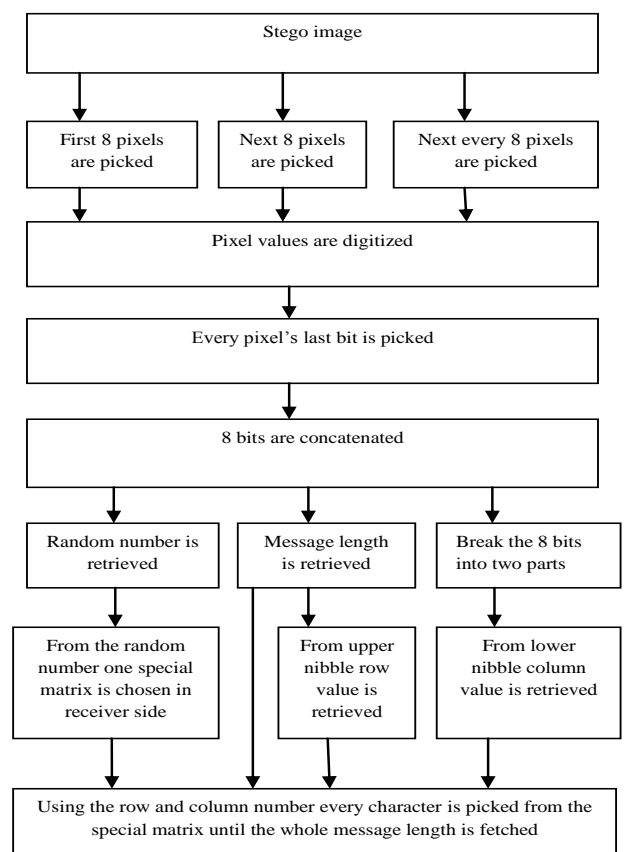 Stego image
First 8 pixels
are picked
Next 8 pixels
are picked
Next every 8 pixels
are picked
Pixel values are digitized
Every pixel's last bit is picked
8 bits are concatenated
Random number is
retrieved
Message length
is retrieved
Break the 8 bits
into two parts
From the random
number one special
matrix is chosen in
receiver side
From upper
nibble row
value is
retrieved
From lower
nibble column
value is retrieved
Using the row and column number every character is picked from the
special matrix until the whole message length is fetched